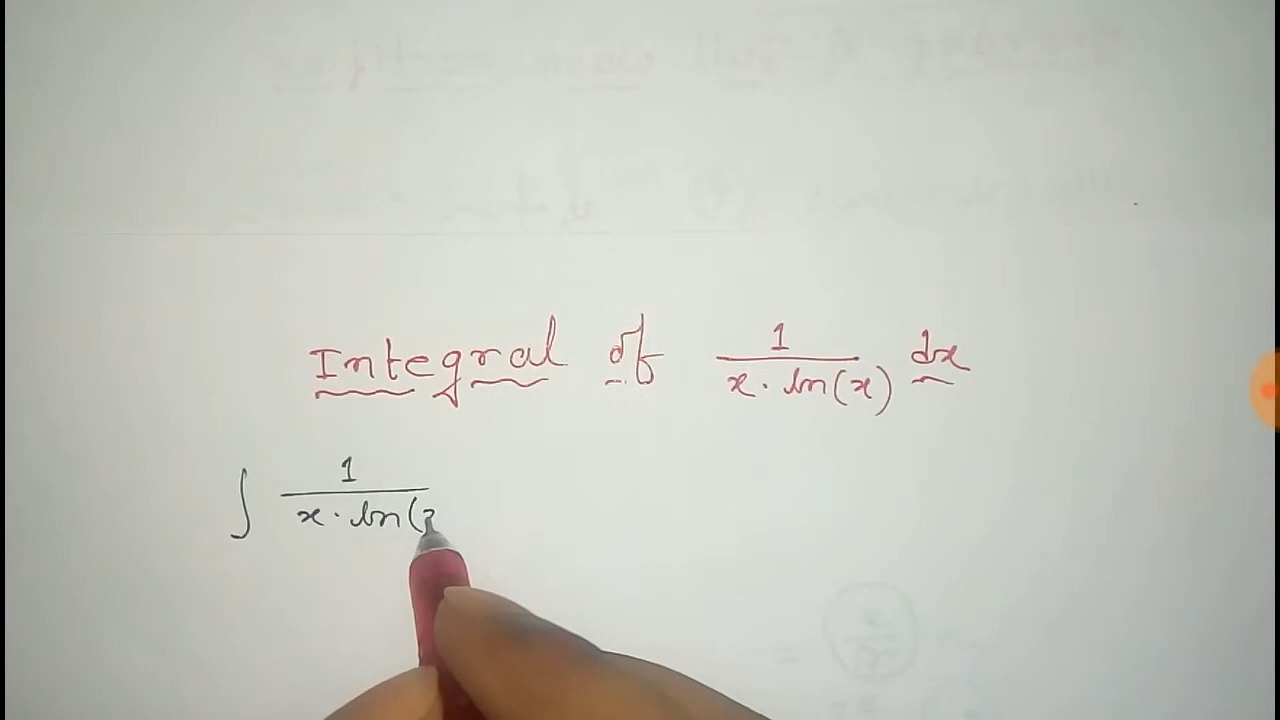 Integral of 1/(x · ln(x)) dx
∫ 1/(x · ln(